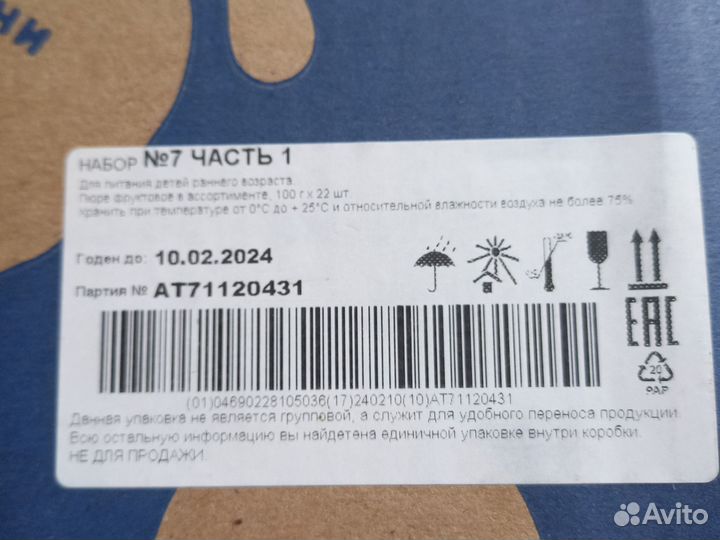 НАБОР №7 ЧАСТЬ 1
Для питания детей раннего возраста.
Пюре фруктовое в ассортименте, 100 г х 22 шт.
хранить при температуре от 0°С до + 25°С и относительной влажности воздуха не более 75%
Годен до: 10.02.2024
Партия № АТ71120431
(01)04690228105036(17)240210(10)AT71120431
EAC
20
PAP
Данная упаковка не является групповой, а служит для удобного переноса продукции.
Всю остальную информацию вы найдетена единичной упаковке внутри коробки.
НЕ ДЛЯ ПРОДАЖИ.
Avito